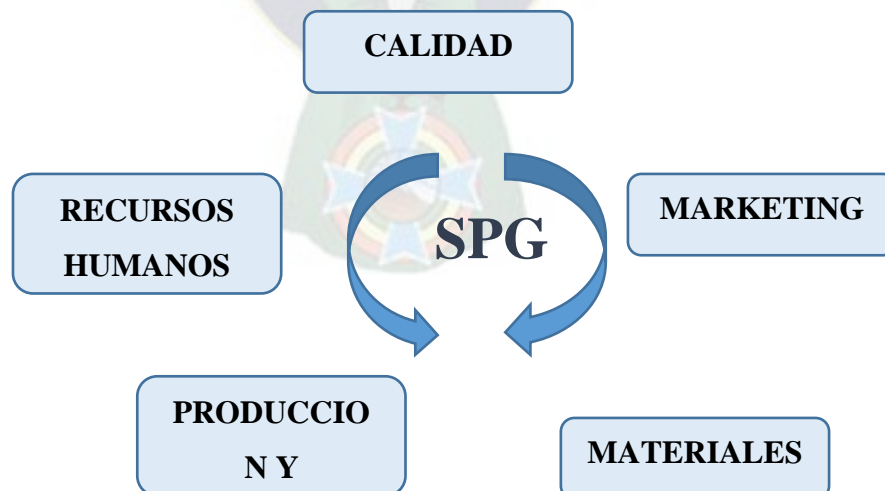 CALIDAD
RECURSOS
HUMANOS
SPG
MARKETING
PRODUCCIO
N Y
MATERIALES